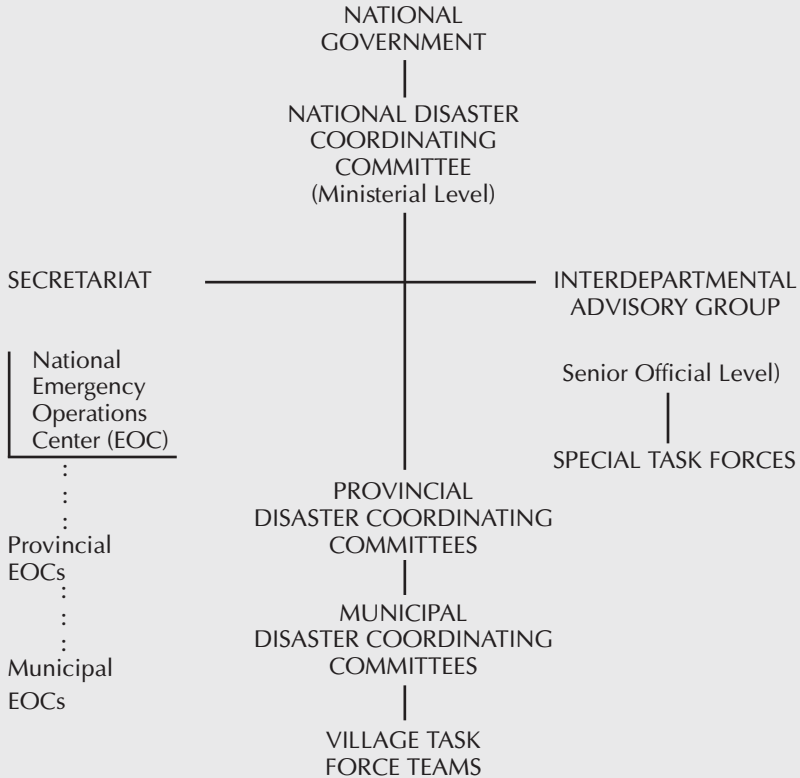 NATIONAL
GOVERNMENT
NATIONAL DISASTER
COORDINATING
COMMITTEE
(Ministerial Level)
SECRETARIAT
INTERDEPARTMENTAL
ADVISORY GROUP
National
Emergency
Operations
Center (EOC)
Senior Official Level)
SPECIAL TASK FORCES
PROVINCIAL
DISASTER COORDINATING
COMMITTEES
Provincial
EOCs
MUNICIPAL
DISASTER COORDINATING
COMMITTEES
Municipal
EOCs
VILLAGE TASK
FORCE TEAMS